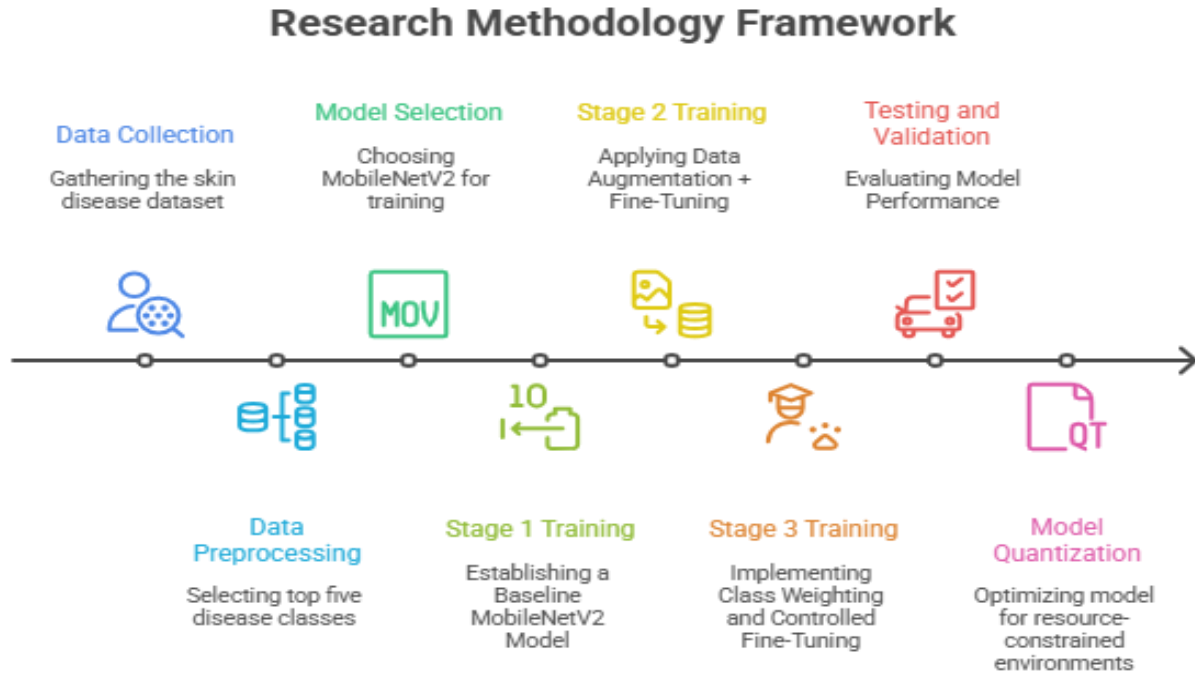 Research Methodology Framework
Data Collection
Gathering the skin
disease dataset
Model Selection
Choosing
MobileNetV2 for
training
Stage 2 Training
Applying Data
Augmentation +
Fine-Tuning
Testing and
Validation
Evaluating Model
Performance
MOV
10
QT
Data
Preprocessing
Selecting top five
disease classes
Stage 1 Training
Establishing a
Baseline
MobileNetV2
Model
Stage 3 Training
Implementing
Class Weighting
and Controlled
Fine-Tuning
Model
Quantization
Optimizing model
for resource-
constrained
environments